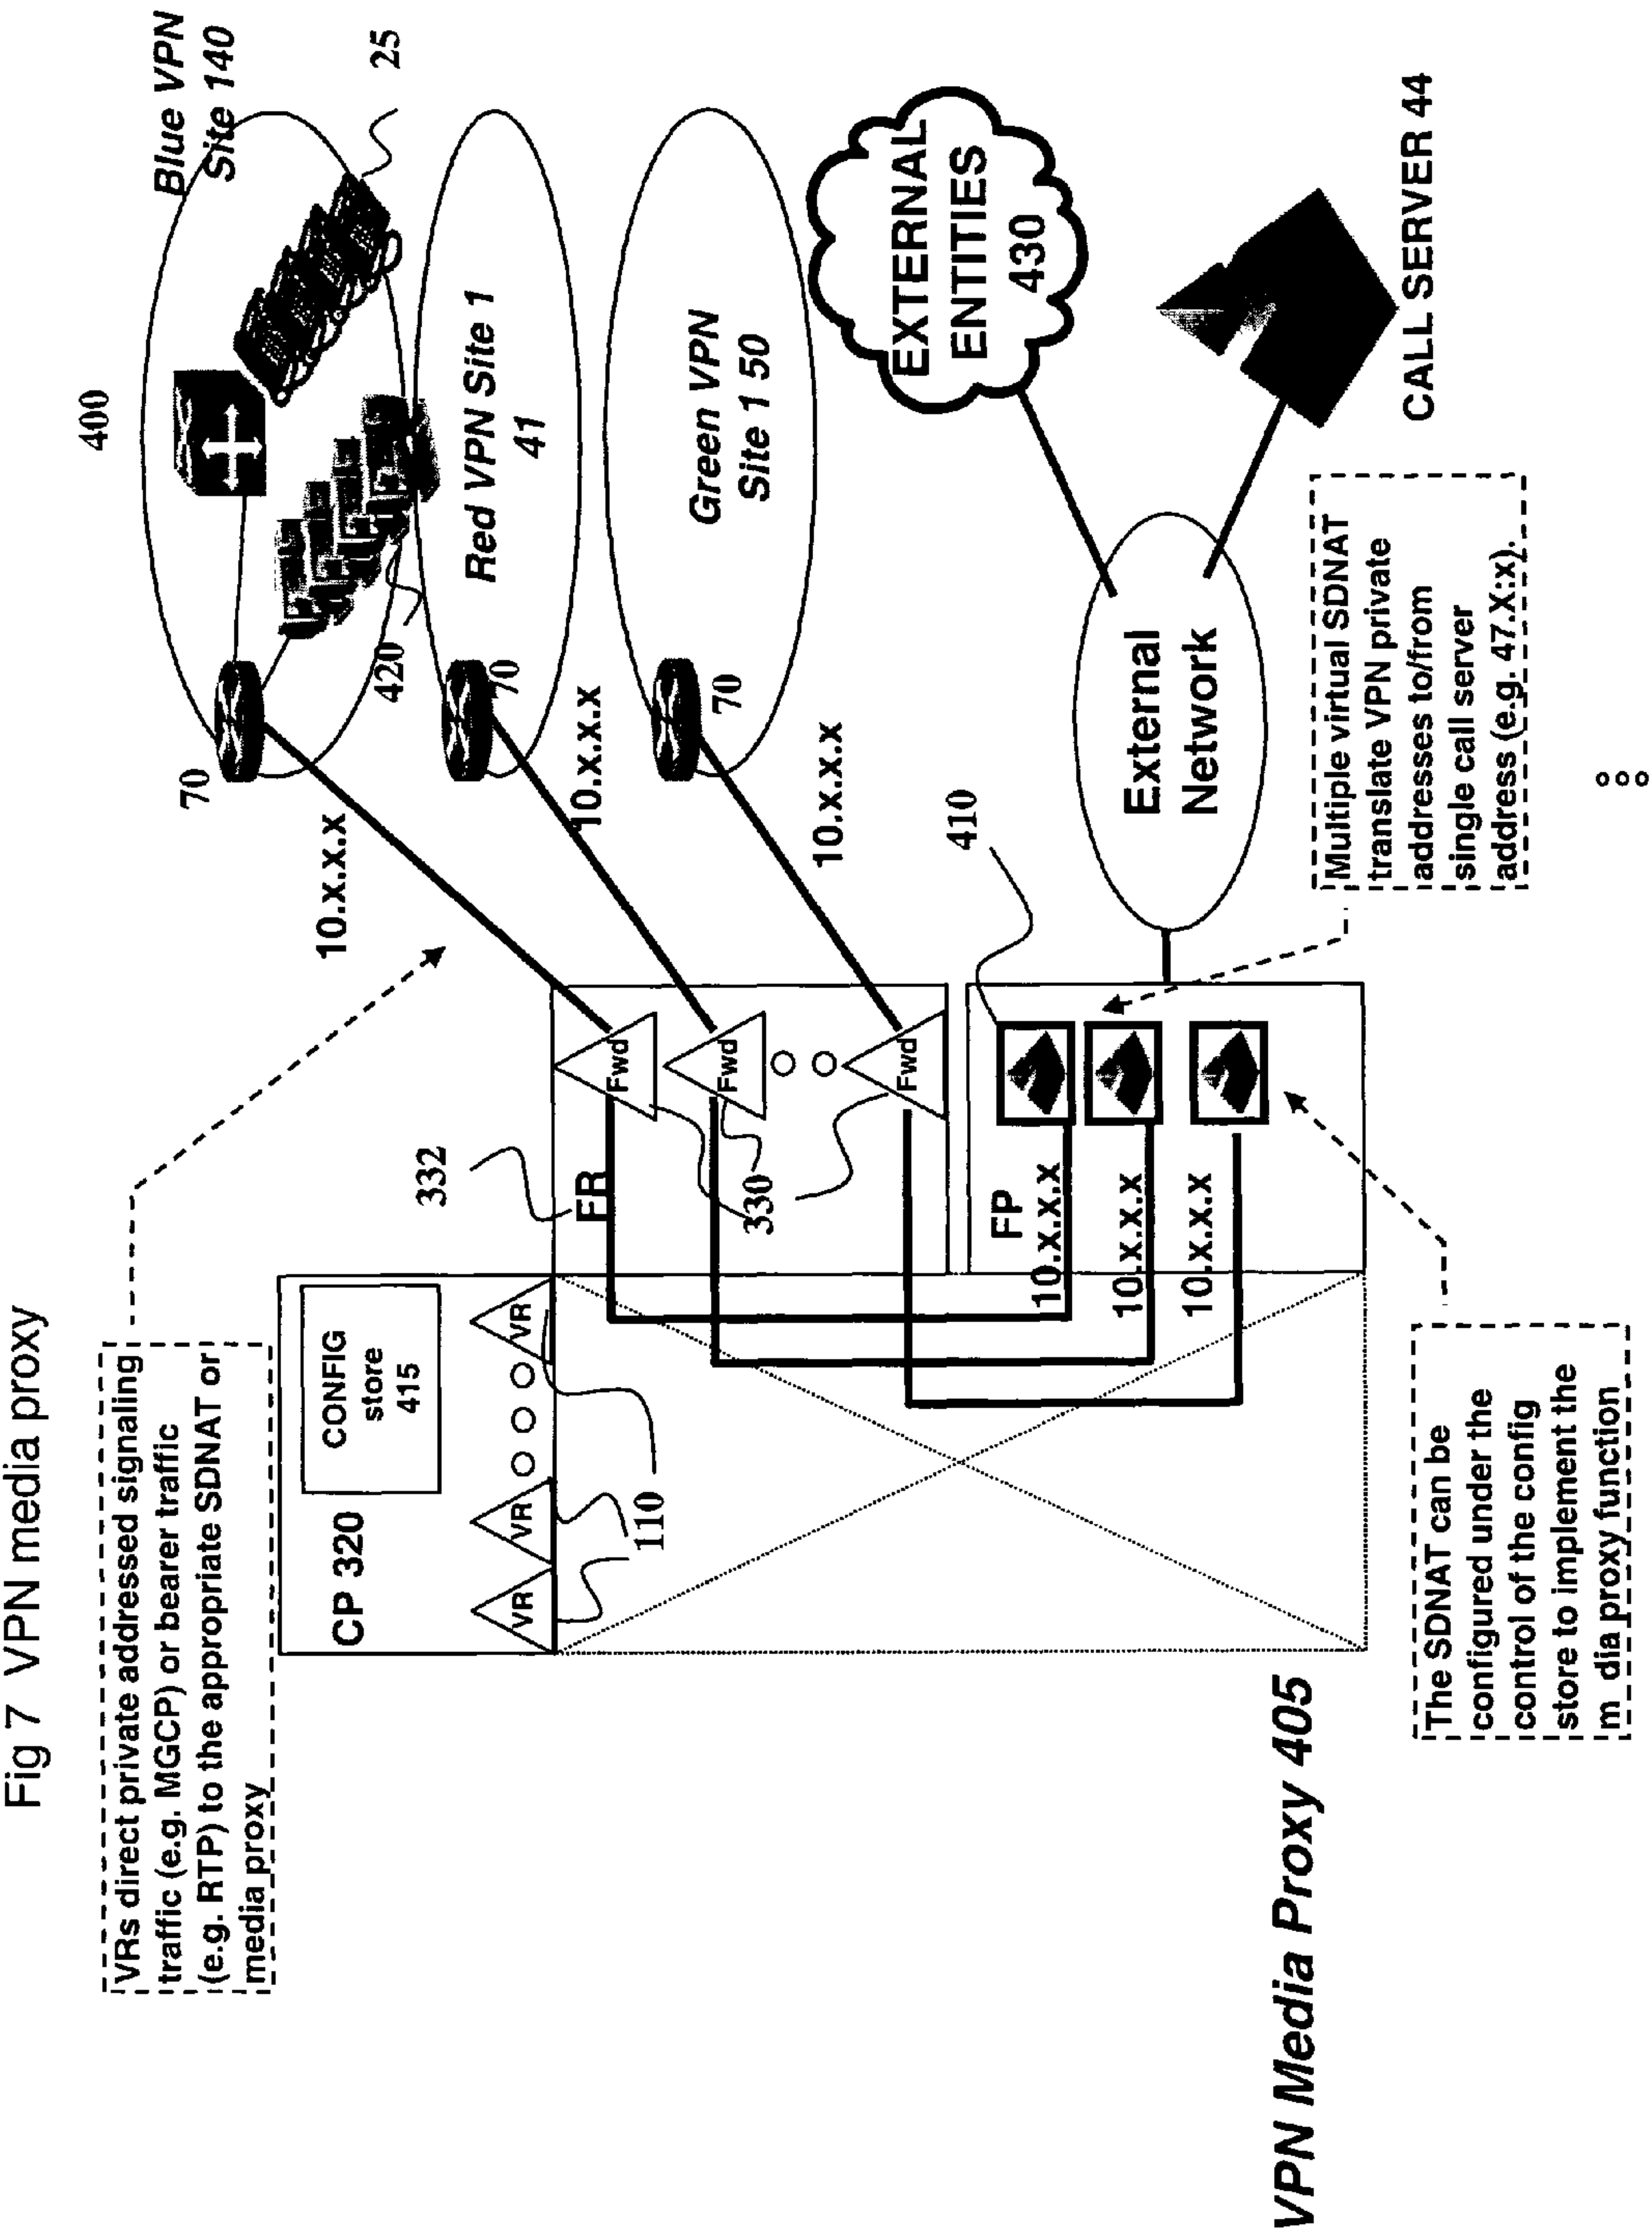 Fig 7 VPN media proxy
VRs direct private addressed signaling
traffic (e.g. MGCP) or bearer traffic
(e.g. RTP) to the appropriate SDNAT or
media proxy
400
Blue VPN
Site 140
25
70
420
10.x.x.x
Red VPN Site 1
41
70
10.x.x.x
Green VPN
Site 1 50
70
10.x.x.x
CONFIG
store
415
CP 320
VR
VR
VR
110
332
FR
Fwd
Fwd
Fwd
330
FP
10.x.x.x
10.x.x.x
10.x.x.x
410
EXTERNAL
ENTITIES
430
External
Network
CALL SERVER 44
Multiple virtual SDNAT
translate VPN private
addresses to/from
single call server
address (e.g. 47.X:x).
VPN Media Proxy 405
The SDNAT can be
configured under the
control of the config
store to implement the
m dia proxy function